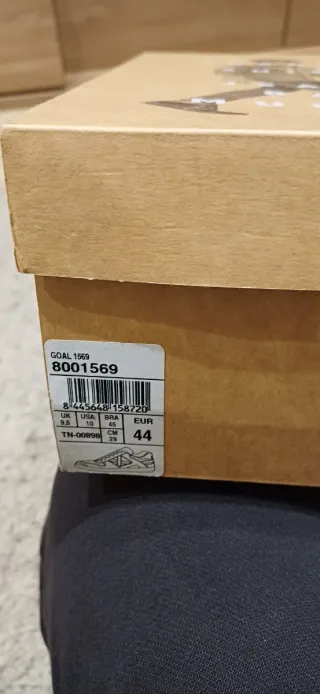 GOAL 1569
8001569
8 445648 158720
UK USA BRA EUR
9,5 10 45 44
TN-00898 CM 29